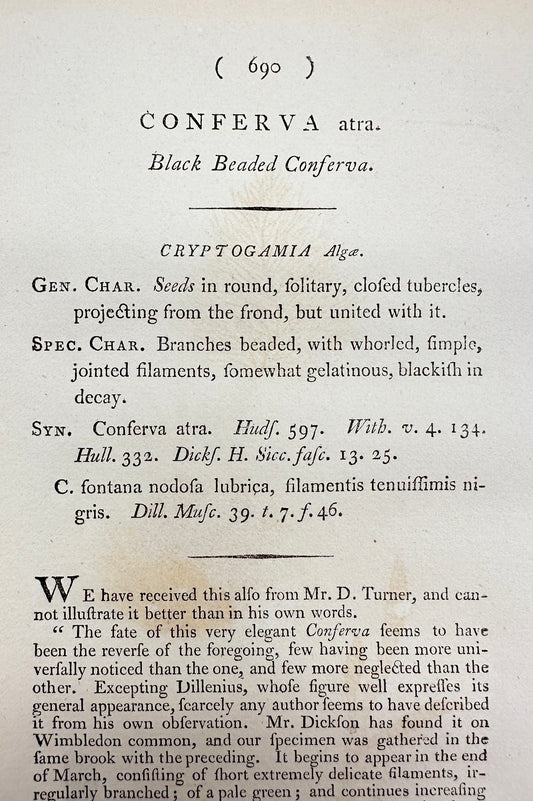 ( 690 )
CONFERVA atra.
Black Beaded Conferva.
CRYPTOGAMIA Algæ.
GEN. CHAR. Seeds in round, ſolitary, cloſed tubercles,
projecting from the frond, but united with it.
SPEC. CHAR. Branches beaded, with whorled, ſimple,
jointed filaments, ſomewhat gelatinous, blackiſh in
decay.
SYN. Conferva atra. Hudſ. 597. With. v. 4. 134.
Hull. 332. Dickſ. H. Sicc. faſc. 13. 25.
C. fontana nodoſa lubrica, filamentis tenuiſſimis ni-
gris. Dill. Muſc. 39. t. 7. f. 46.
WE have received this alſo from Mr. D. Turner, and can-
not illuſtrate it better than in his own words.
“ The fate of this very elegant Conferva ſeems to have
been the reverſe of the foregoing, few having been more uni-
verſally noticed than the one, and few more neglected than the
other. Excepting Dillenius, whoſe figure well expreſſes its
general appearance, ſcarcely any author ſeems to have deſcribed
it from his own obſervation. Mr. Dickſon has found it on
Wimbledon common, and our ſpecimen was gathered in the
ſame brook with the preceding. It begins to appear in the end
of March, conſiſting of ſhort extremely delicate filaments, ir-
regularly branched; of a pale green; and continues increaſing